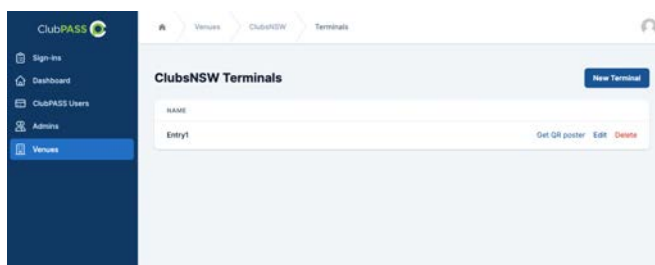 ClubPASS
Venues
ClubsNSW
Terminals
Sign-ins
Dashboard
ClubPASS Users
Admins
Venues
ClubsNSW Terminals
New Terminal
NAME
Entry1
Get QR poster Edit Delete